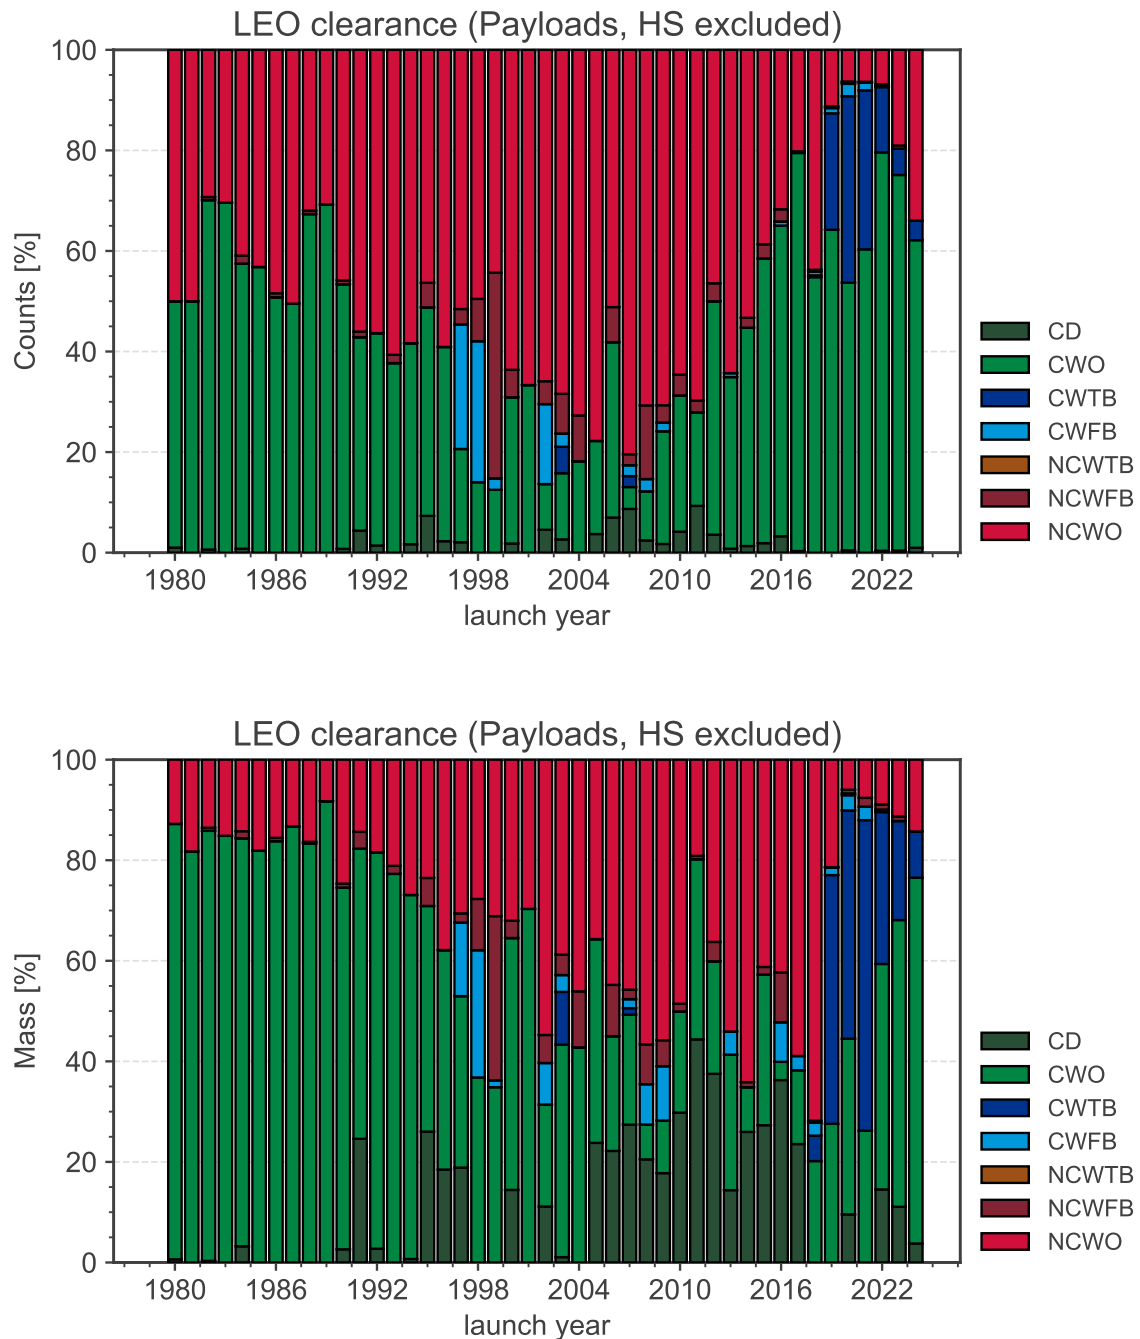 LEO clearance (Payloads, HS excluded)
100
80
60
40
20
0
Counts [%]
1980 1986 1992 1998 2004 2010 2016 2022
launch year
CD
CWO
CWTB
CWFB
NCWTB
NCWFB
NCWO
LEO clearance (Payloads, HS excluded)
100
80
60
40
20
0
Mass [%]
1980 1986 1992 1998 2004 2010 2016 2022
launch year
CD
CWO
CWTB
CWFB
NCWTB
NCWFB
NCWO